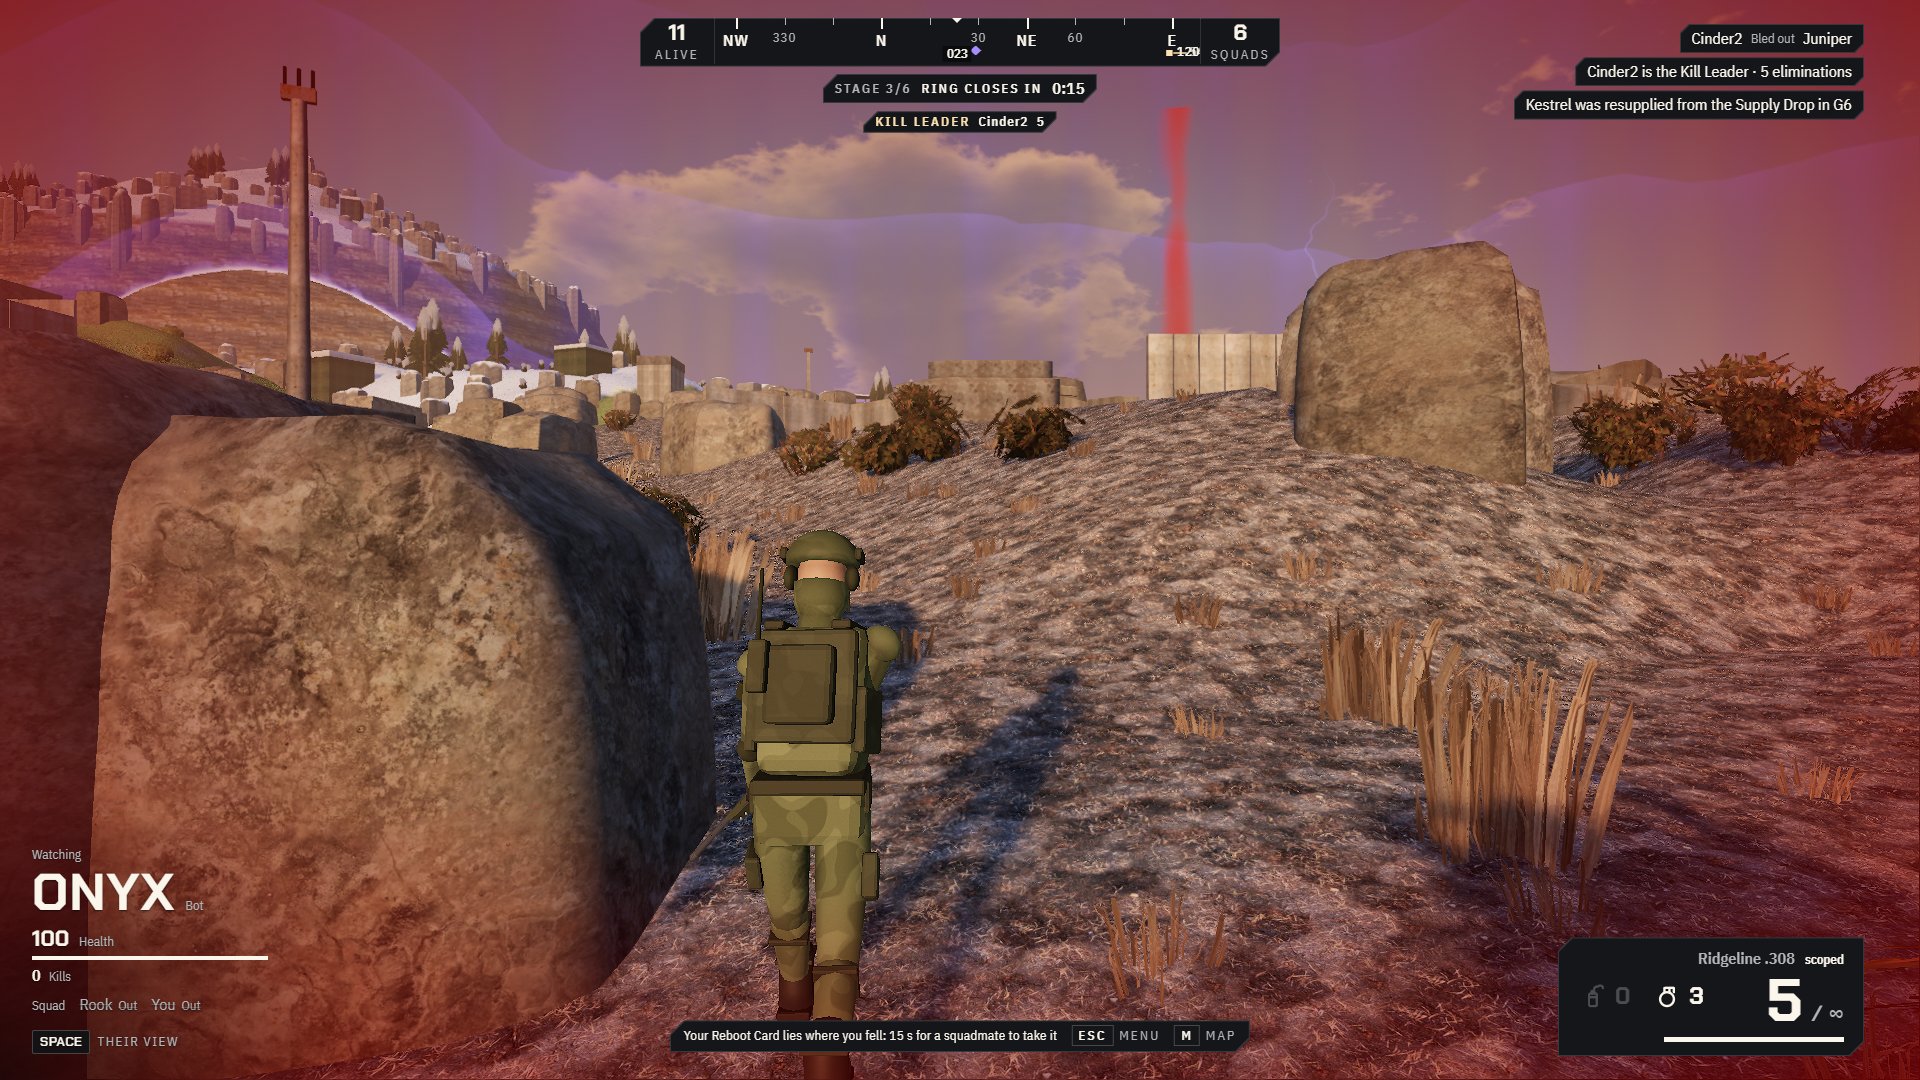 11 ALIVE
NW 330 N 30 NE 60 E
023
120
6 SQUADS
STAGE 3/6 RING CLOSES IN 0:15
KILL LEADER Cinder2 5
Cinder2 Bled out Juniper
Cinder2 is the Kill Leader · 5 eliminations
Kestrel was resupplied from the Supply Drop in G6
Watching
ONYX Bot
100 Health
0 Kills
Squad Rook Out You Out
SPACE THEIR VIEW
Your Reboot Card lies where you fell: 15 s for a squadmate to take it ESC MENU M MAP
Ridgeline .308 scoped
0 3 5 / ∞